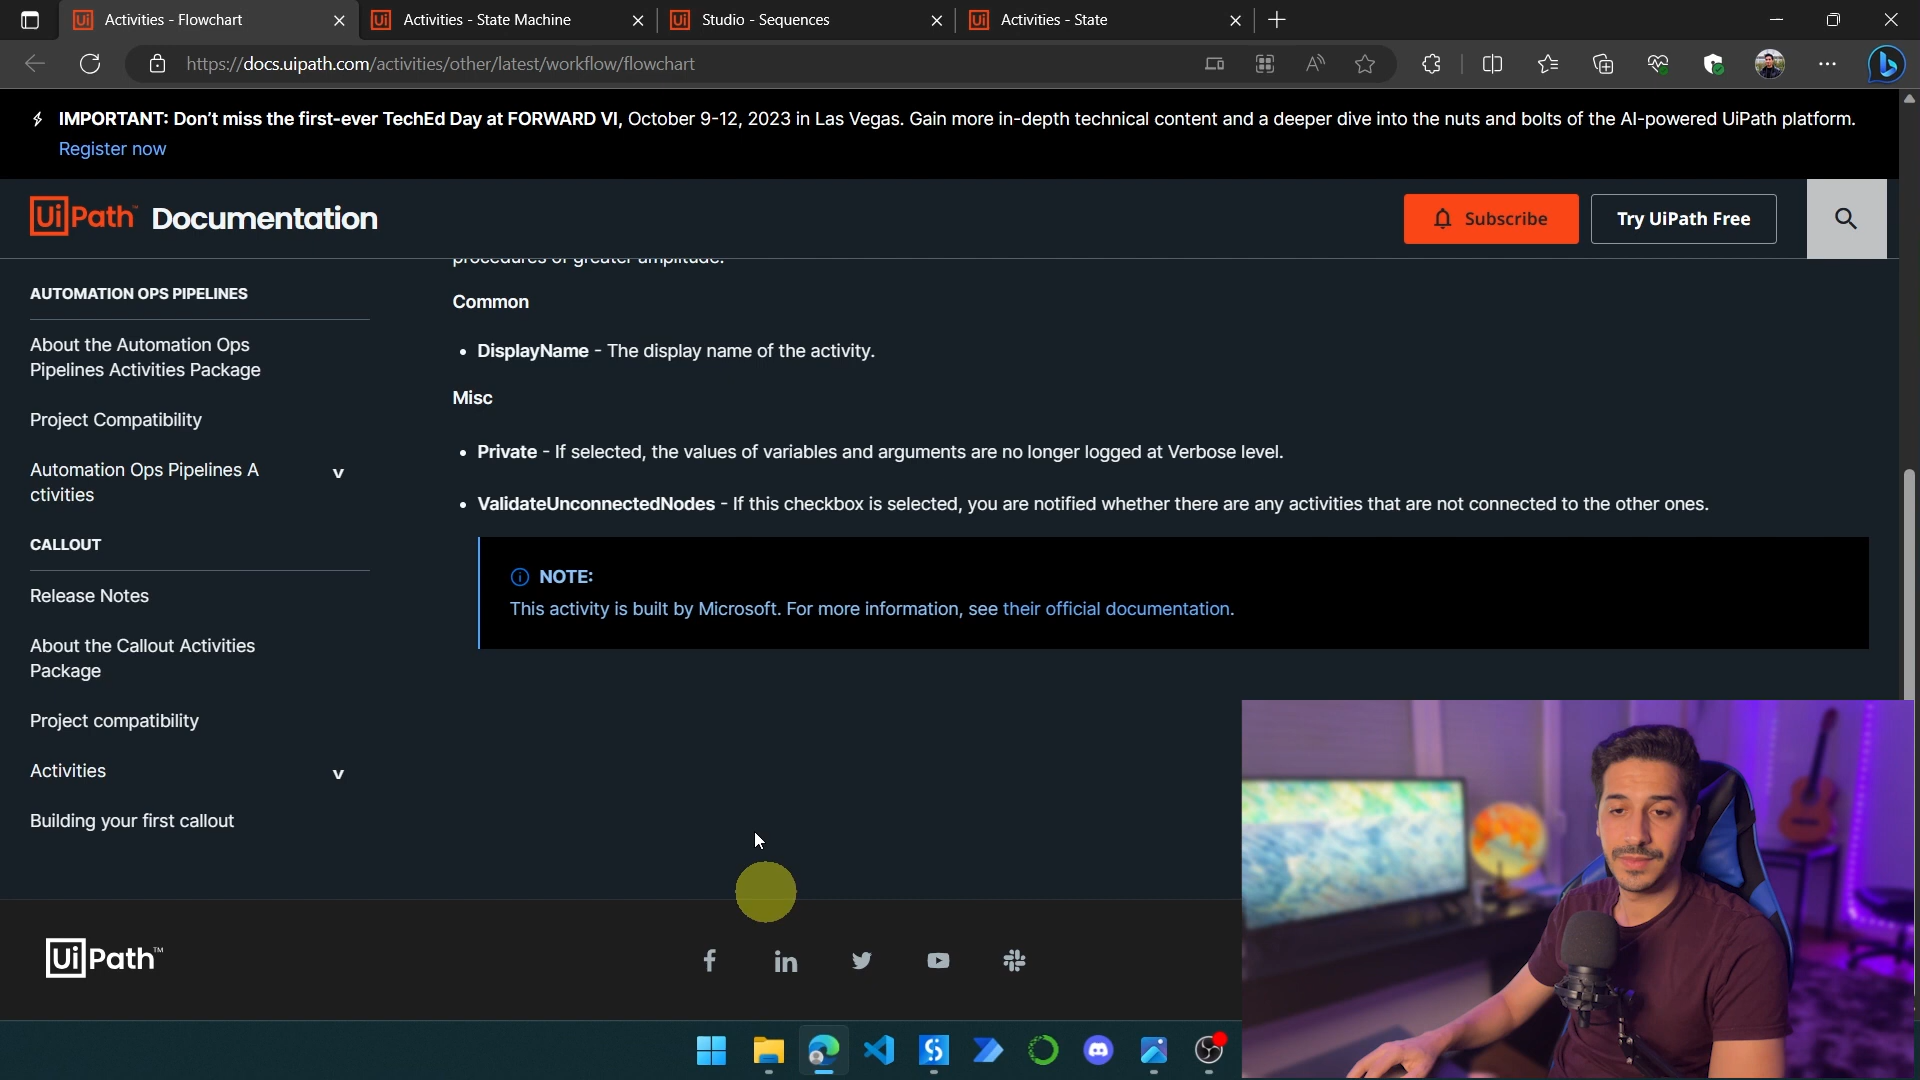 Activities - Flowchart
Activities - State Machine
Studio - Sequences
Activities - State
https://docs.uipath.com/activities/other/latest/workflow/flowchart
IMPORTANT: Don't miss the first-ever TechEd Day at FORWARD VI, October 9-12, 2023 in Las Vegas. Gain more in-depth technical content and a deeper dive into the nuts and bolts of the AI-powered UiPath platform.
Register now
UiPath™ Documentation
Subscribe
Try UiPath Free
procedures of greater amplitude.
AUTOMATION OPS PIPELINES
About the Automation Ops
Pipelines Activities Package
Project Compatibility
Automation Ops Pipelines A
ctivities
CALLOUT
Release Notes
About the Callout Activities
Package
Project compatibility
Activities
Building your first callout
Common
• DisplayName - The display name of the activity.
Misc
• Private - If selected, the values of variables and arguments are no longer logged at Verbose level.
• ValidateUnconnectedNodes - If this checkbox is selected, you are notified whether there are any activities that are not connected to the other ones.
NOTE:
This activity is built by Microsoft. For more information, see their official documentation.
UiPath™